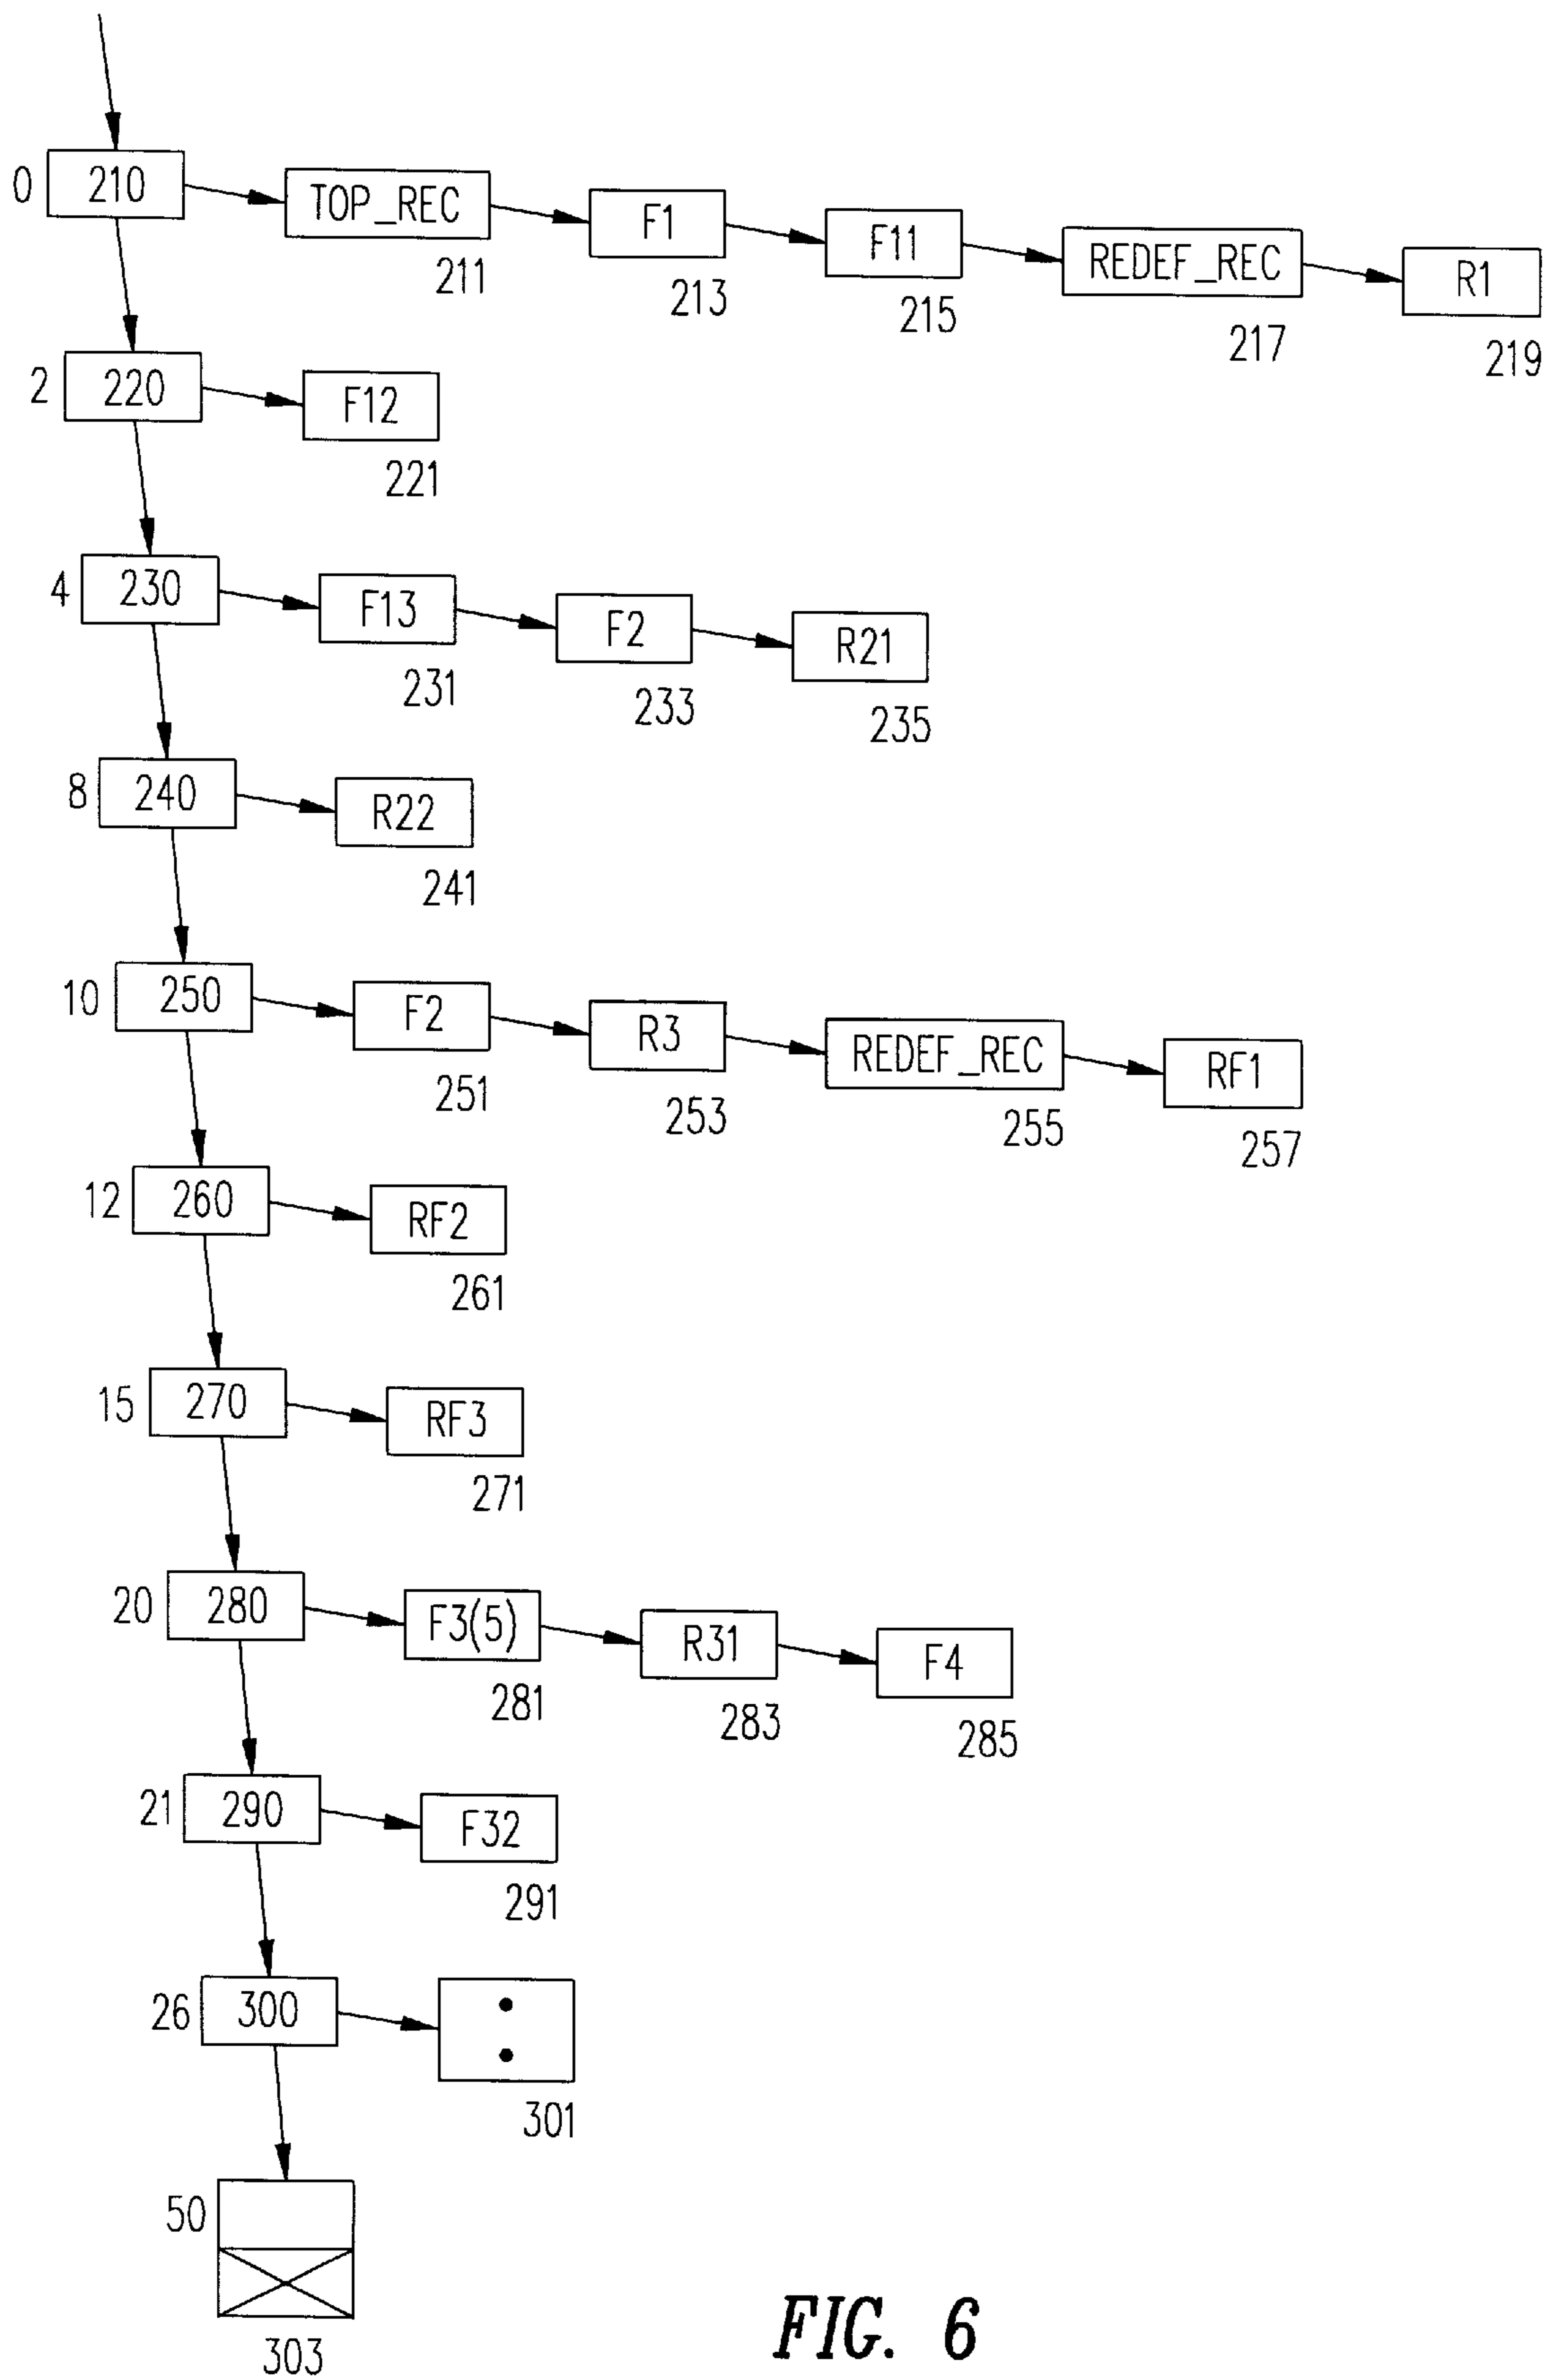 0 210 TOP_REC F1 F11 REDEF_REC R1
211 213 215 217 219
2 220 F12
221
4 230 F13 F2 R21
231 233 235
8 240 R22
241
10 250 F2 R3 REDEF_REC RF1
251 253 255 257
12 260 RF2
261
15 270 RF3
271
20 280 F3(5) R31 F4
281 283 285
21 290 F32
291
26 300
301
50
303
FIG. 6